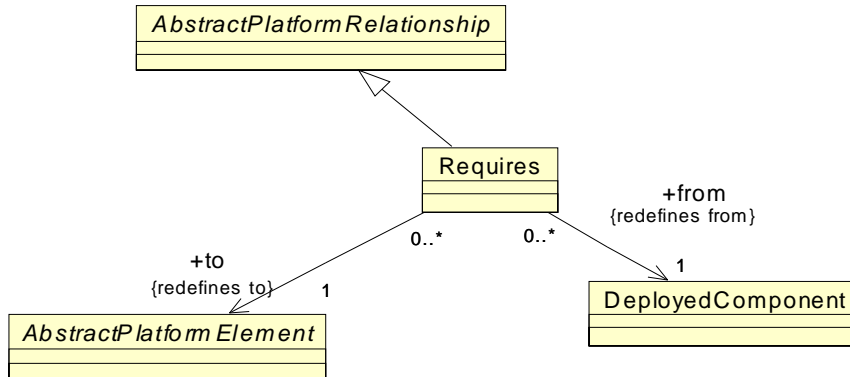 AbstractPlatformRelationship
Requires
+from
{redefines from}
0..*
0..*
+to
{redefines to}
1
1
DeployedComponent
AbstractPlatformElement